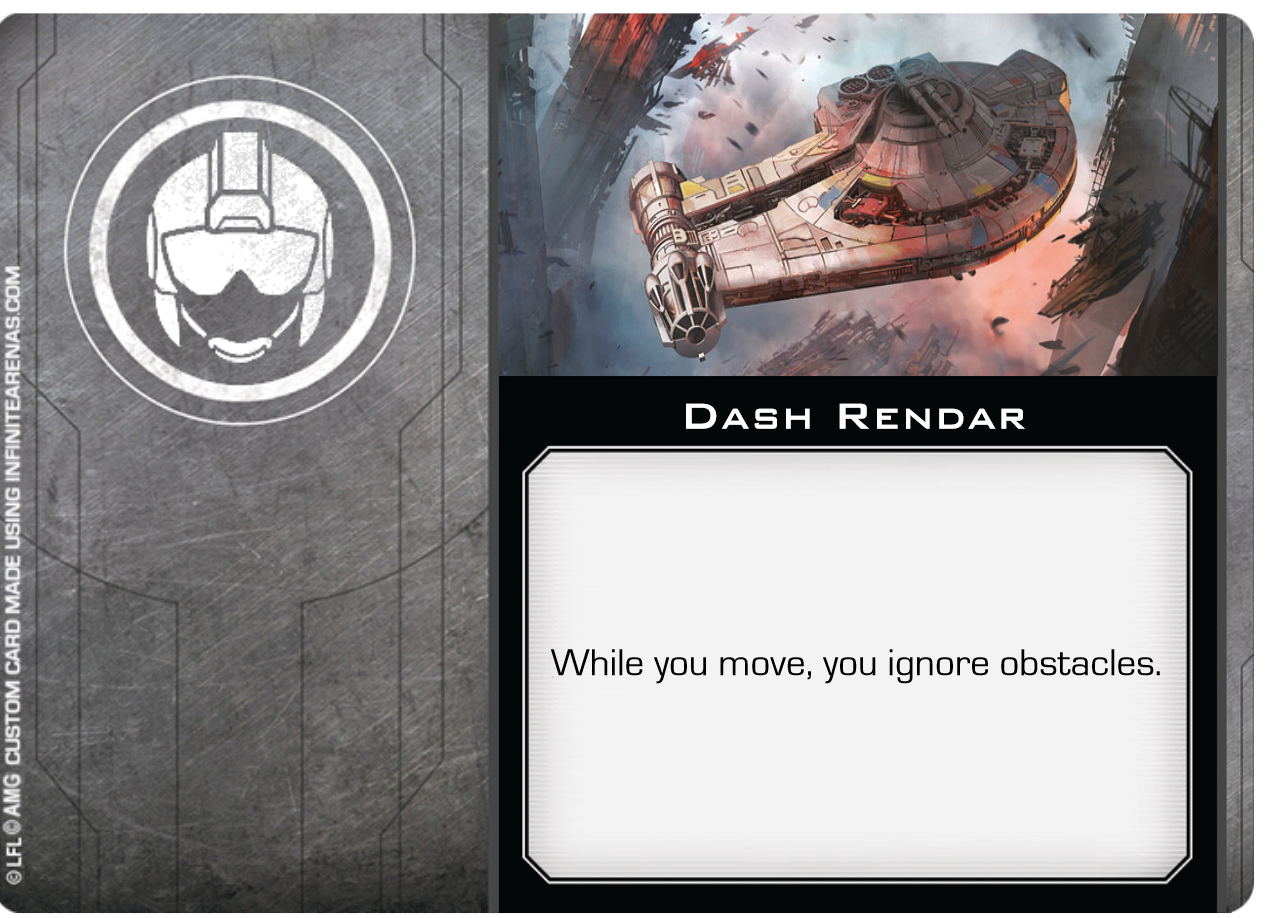 Dash Rendar
While you move, you ignore obstacles.
© LFL © AMG CUSTOM CARD MADE USING INFINITEARENAS.COM